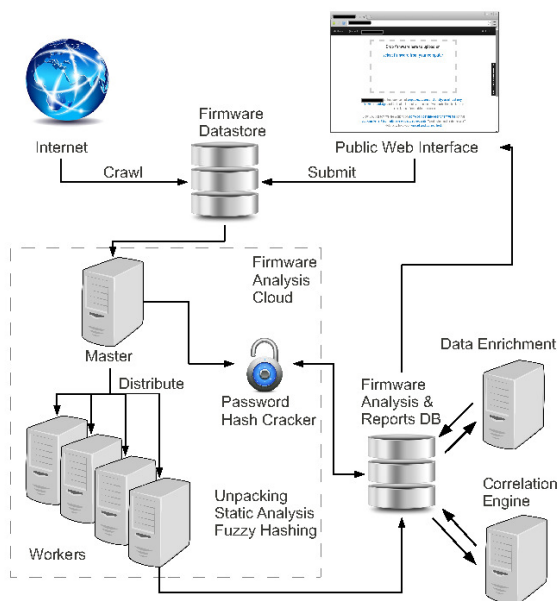 Internet
Firmware
Datastore
Public Web Interface
Crawl
Submit
Firmware
Analysis
Cloud
Master
Distribute
Password
Hash Cracker
Firmware
Analysis &
Reports DB
Data Enrichment
Correlation
Engine
Unpacking
Static Analysis
Fuzzy Hashing
Workers